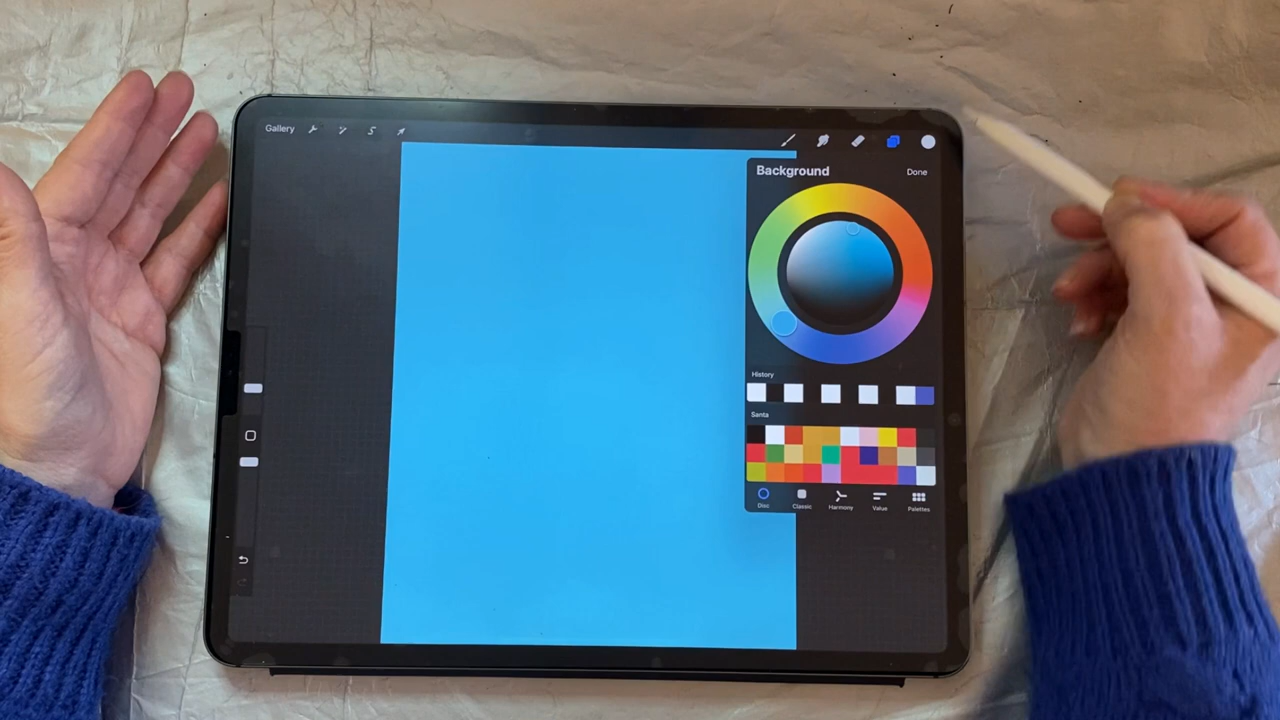 Gallery
Background Done
History
Santa
Disc Classic Harmony Value Palettes